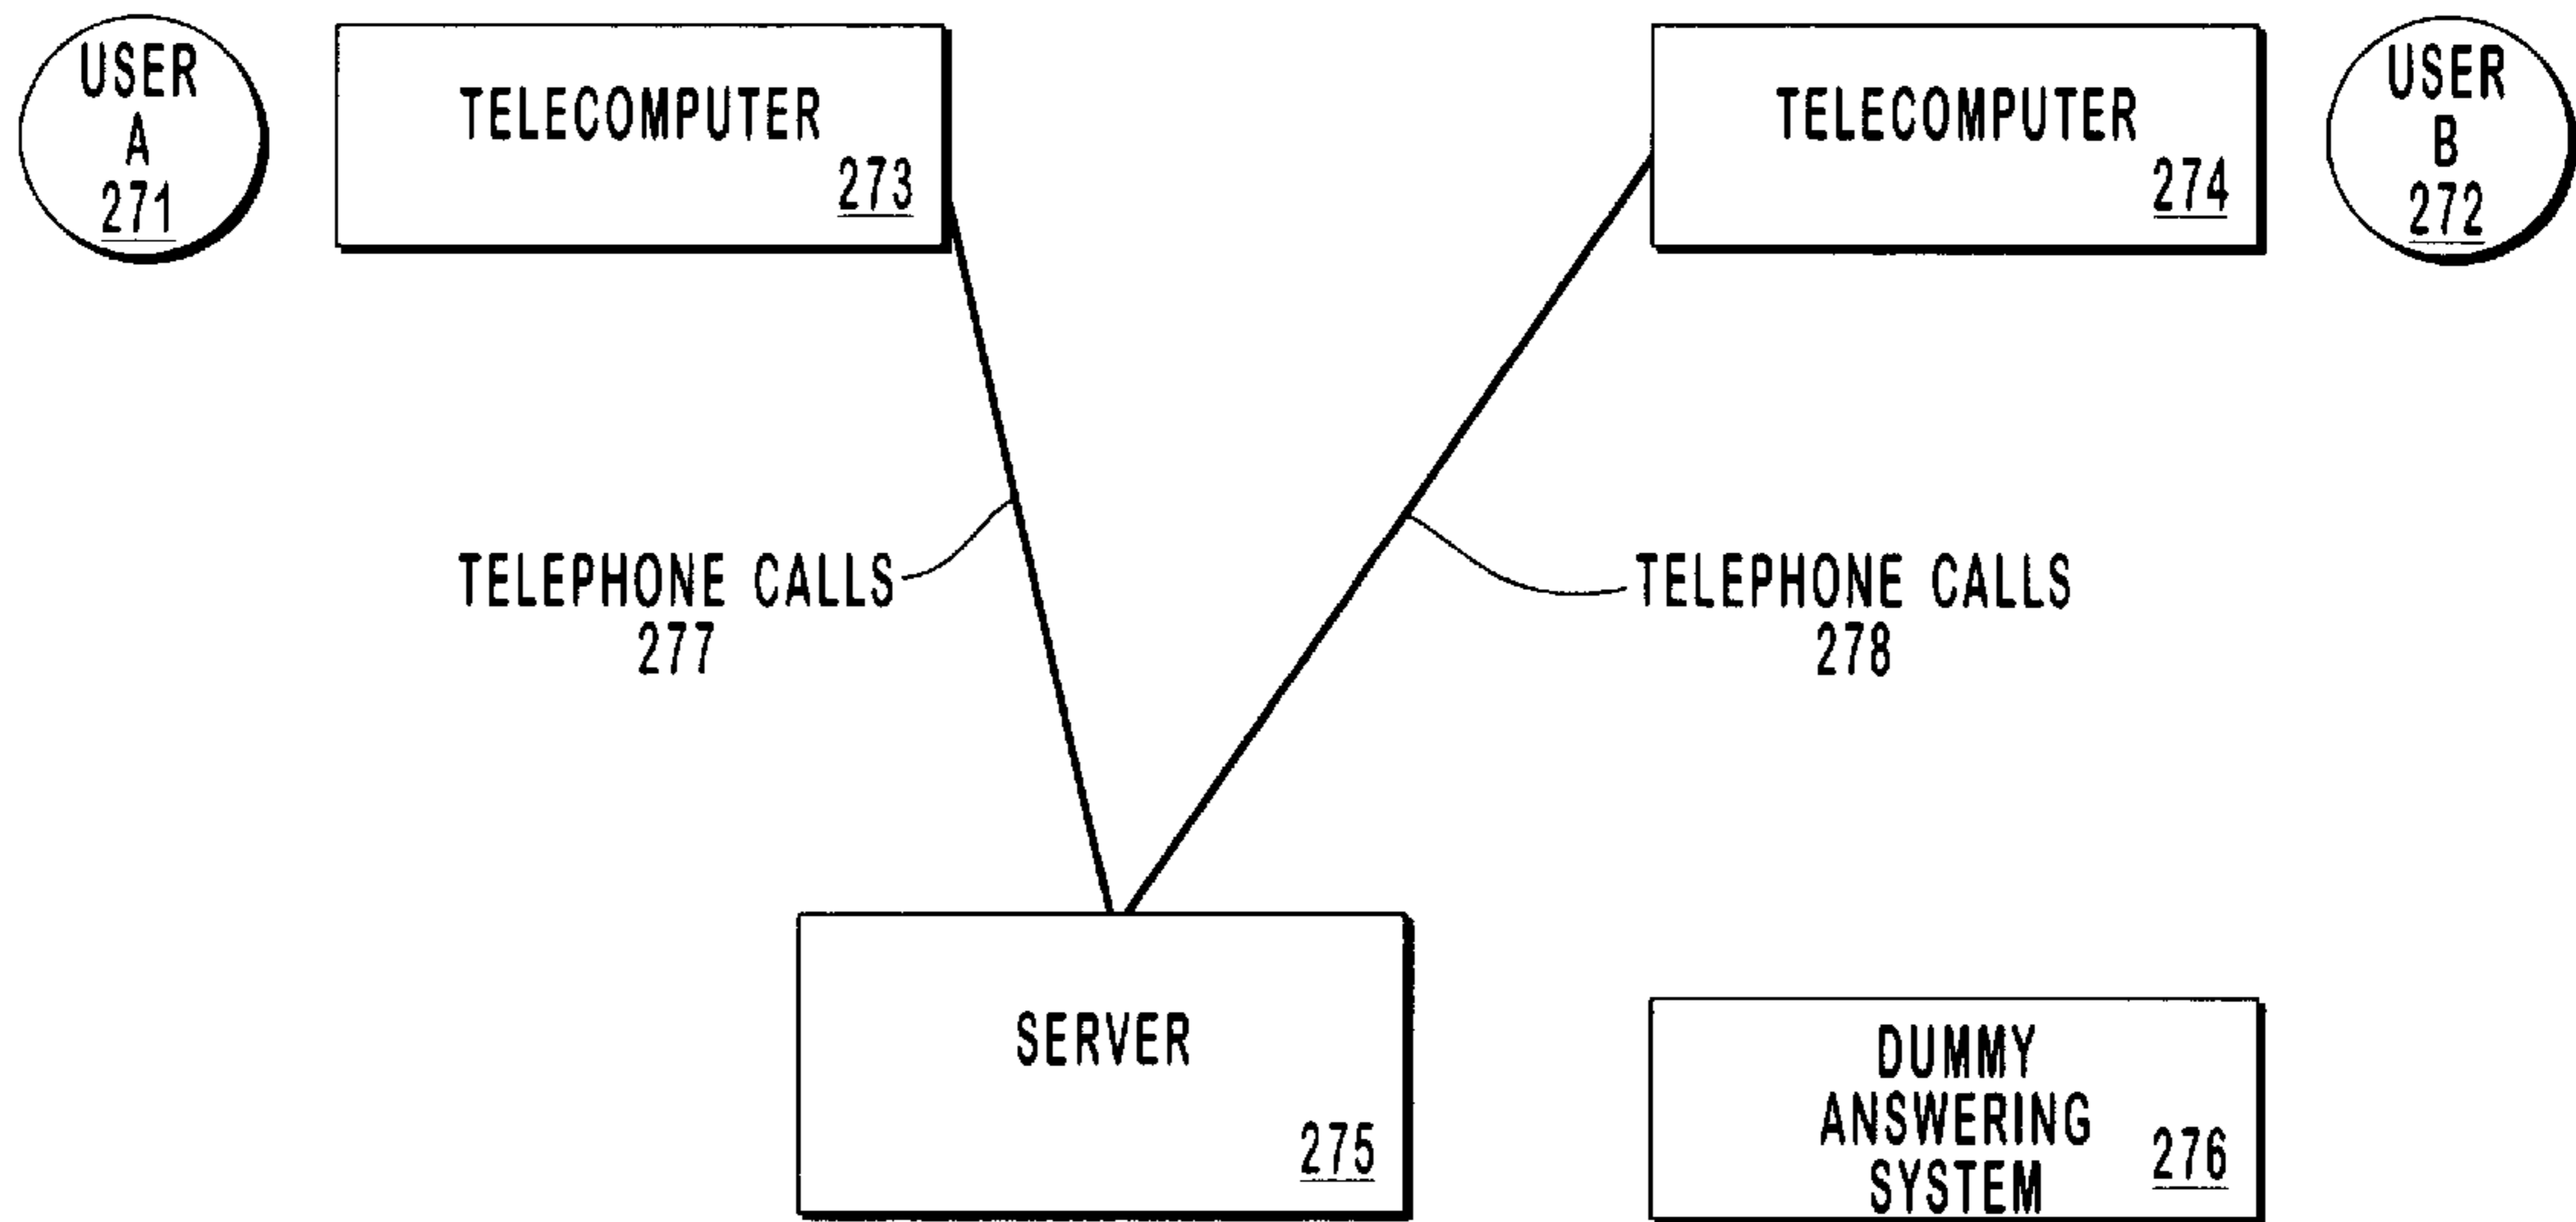 USER
A
271
TELECOMPUTER
273
TELECOMPUTER
274
USER
B
272
TELEPHONE CALLS
277
TELEPHONE CALLS
278
SERVER
275
DUMMY
ANSWERING
SYSTEM
276